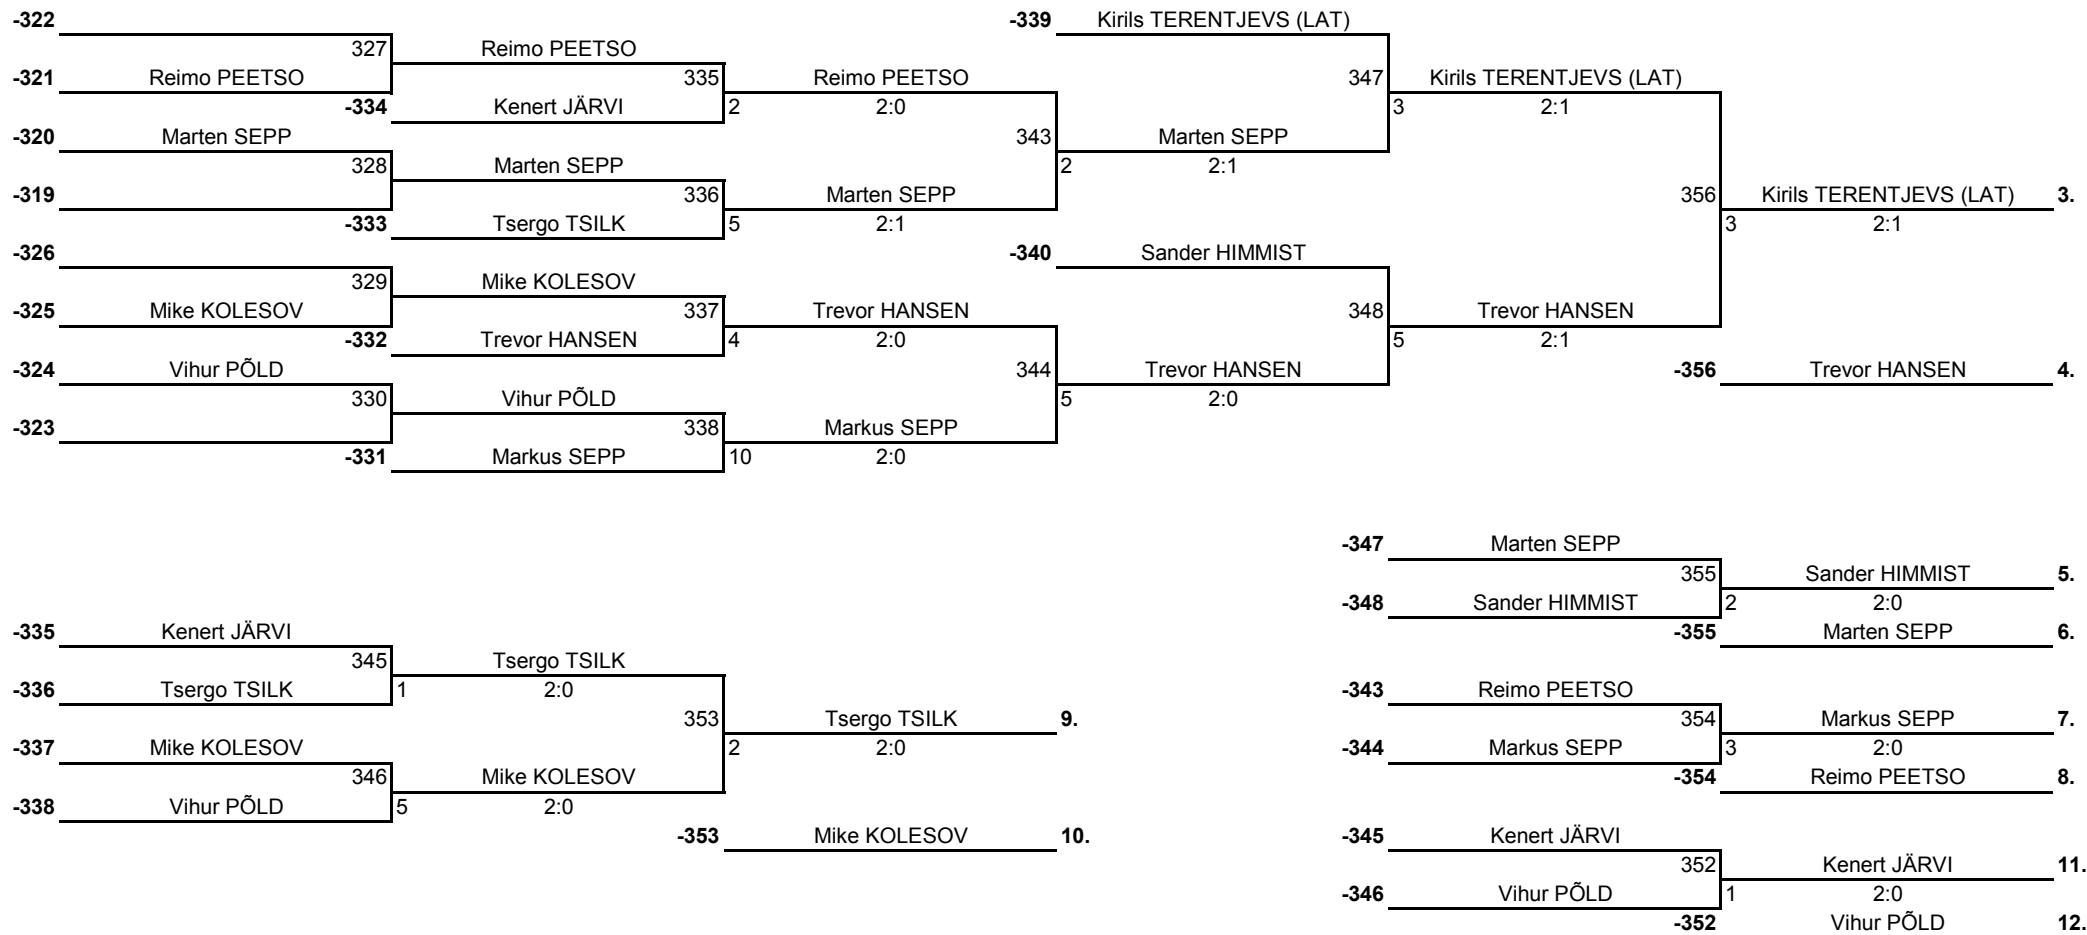 -322 -339 Kirils TERENTJEVS (LAT)
327 Reimo PEETSO
-321 Reimo PEETSO 335 Reimo PEETSO 347 Kirils TERENTJEVS (LAT)
-334 Kenert JÄRVI 2 2:0 3 2:1
-320 Marten SEPP 343 Marten SEPP
328 Marten SEPP 2 2:1
-319 336 Marten SEPP 356 Kirils TERENTJEVS (LAT) 3.
-333 Tsergo TSILK 5 2:1 3 2:1
-326 -340 Sander HIMMIST
329 Mike KOLESOV
-325 Mike KOLESOV 337 Trevor HANSEN 348 Trevor HANSEN
-332 Trevor HANSEN 4 2:0 5 2:1
-324 Vihur PÕLD 344 Trevor HANSEN -356 Trevor HANSEN 4.
330 Vihur PÕLD 5 2:0
-323 338 Markus SEPP
-331 Markus SEPP 10 2:0
-347 Marten SEPP
355 Sander HIMMIST 5.
-348 Sander HIMMIST 2 2:0
-335 Kenert JÄRVI -355 Marten SEPP 6.
345 Tsergo TSILK
-336 Tsergo TSILK 1 2:0 -343 Reimo PEETSO
353 Tsergo TSILK 9. 354 Markus SEPP 7.
-337 Mike KOLESOV 2 2:0 -344 Markus SEPP 3 2:0
346 Mike KOLESOV -354 Reimo PEETSO 8.
-338 Vihur PÕLD 5 2:0
-353 Mike KOLESOV 10. -345 Kenert JÄRVI
352 Kenert JÄRVI 11.
-346 Vihur PÕLD 1 2:0
-352 Vihur PÕLD 12.